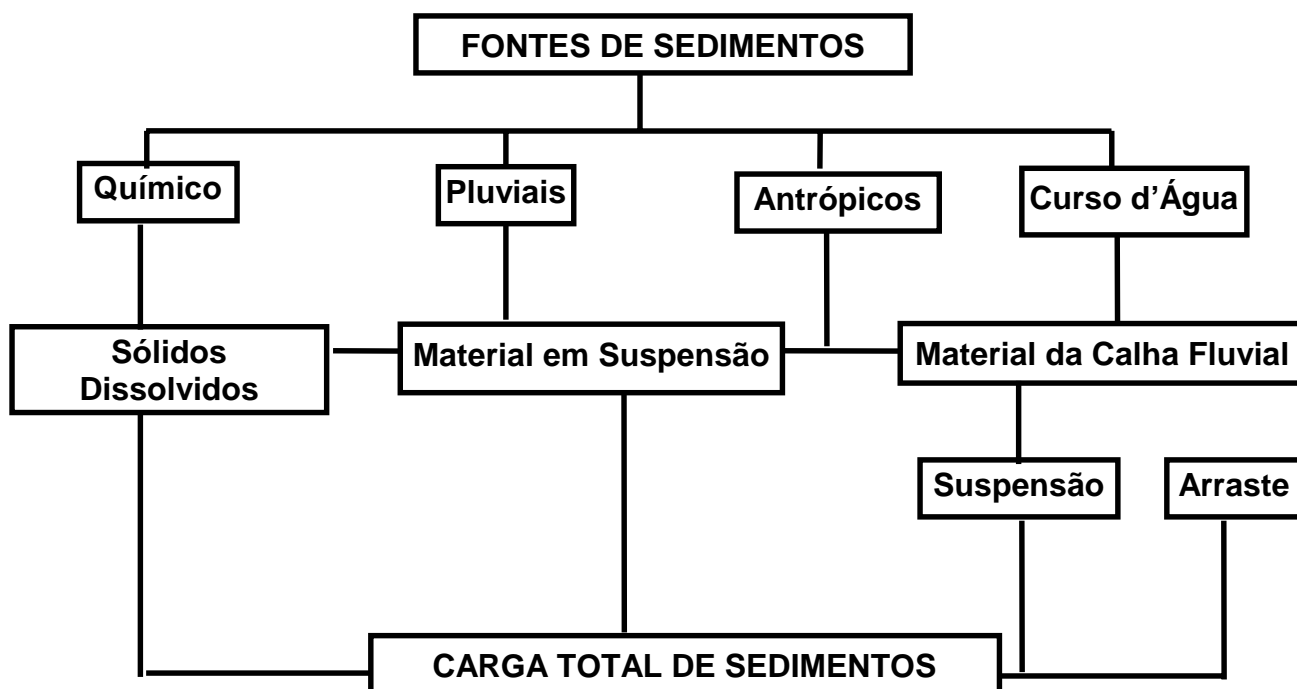 FONTES DE SEDIMENTOS
Químico
Pluviais
Antrópicos
Curso d'Água
Sólidos
Dissolvidos
Material em Suspensão
Material da Calha Fluvial
Suspensão
Arraste
CARGA TOTAL DE SEDIMENTOS